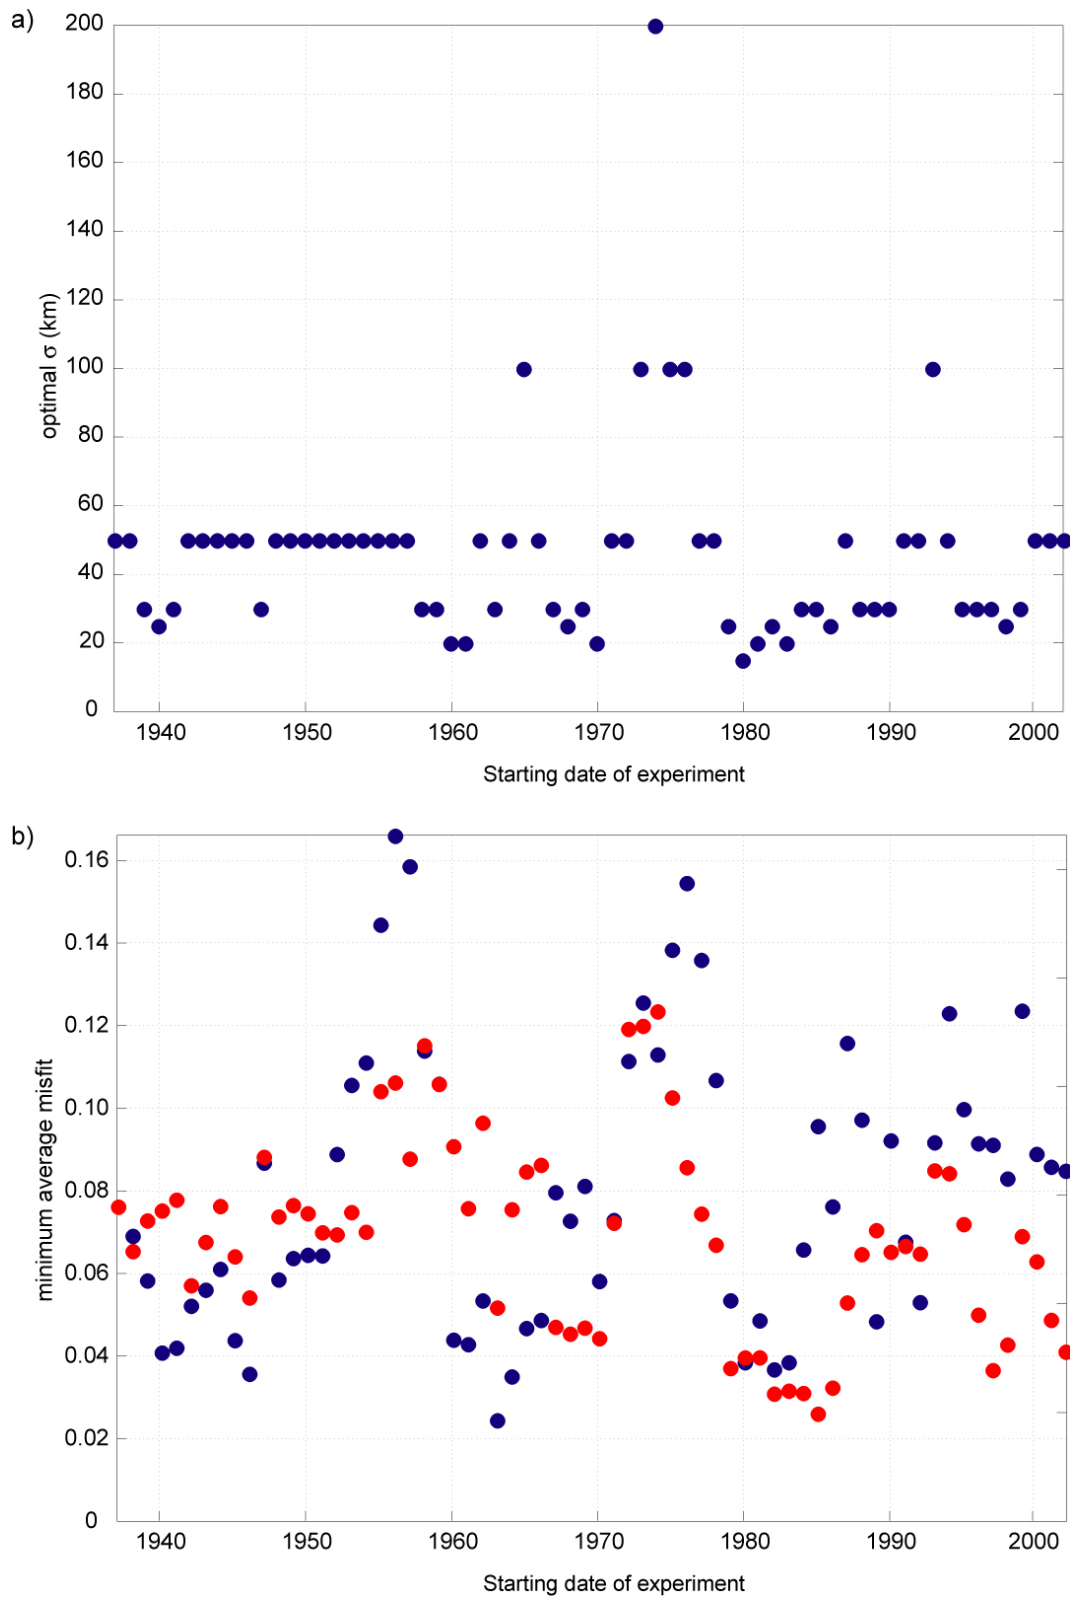 a)
200
180
160
140
120
100
80
60
40
20
0
optimal σ (km)
1940 1950 1960 1970 1980 1990 2000
Starting date of experiment
b)
0.16
0.14
0.12
0.10
0.08
0.06
0.04
0.02
0
minimum average misfit
1940 1950 1960 1970 1980 1990 2000
Starting date of experiment